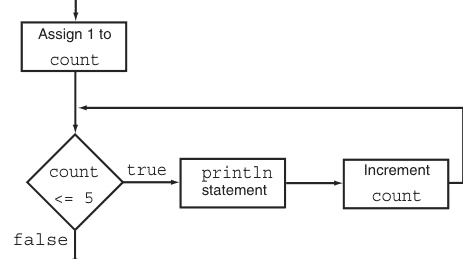 Assign 1 to
count
count
<= 5
true
println
statement
Increment
count
false